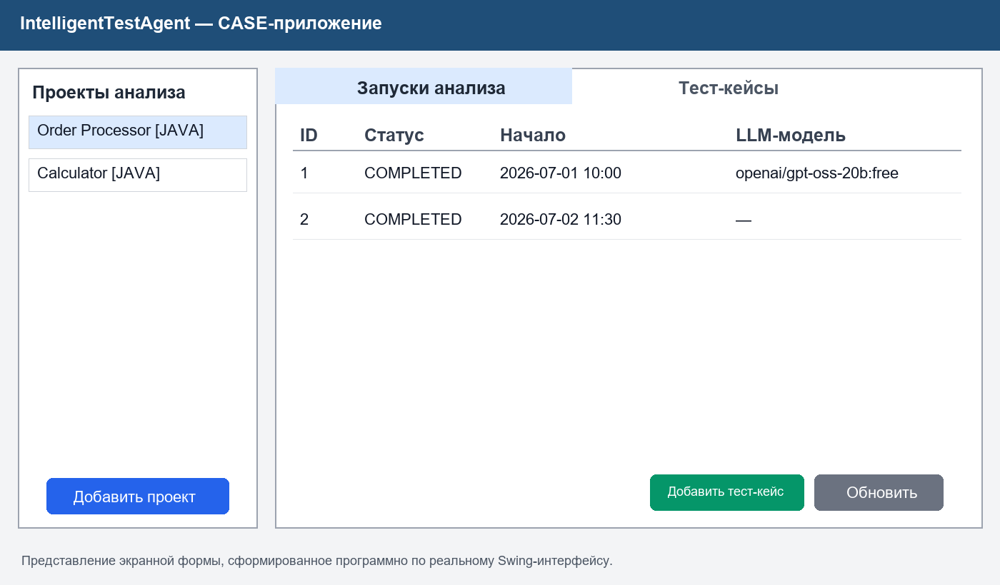 IntelligentTestAgent — CASE-приложение
Проекты анализа
Order Processor [JAVA]
Calculator [JAVA]
Добавить проект
Запуски анализа Тест-кейсы
ID Статус Начало LLM-модель
1 COMPLETED 2026-07-01 10:00 openai/gpt-oss-20b:free
2 COMPLETED 2026-07-02 11:30 —
Добавить тест-кейс Обновить
Представление экранной формы, сформированное программно по реальному Swing-интерфейсу.